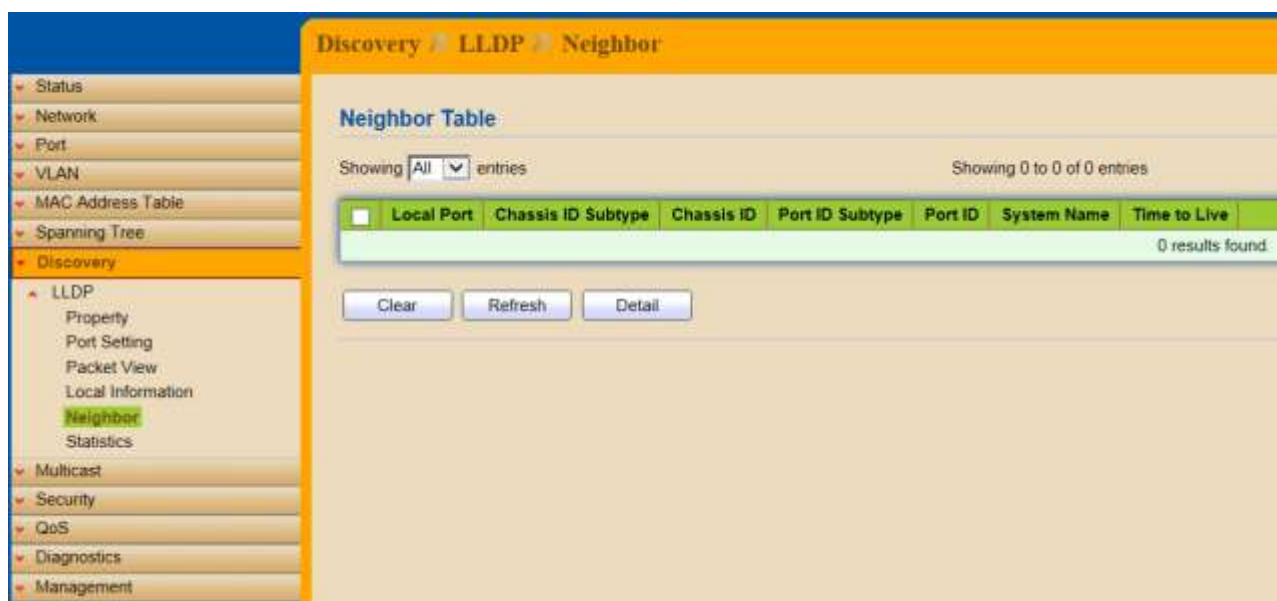 Discovery » LLDP » Neighbor
Status
Network
Port
VLAN
MAC Address Table
Spanning Tree
Discovery
LLDP
Property
Port Setting
Packet View
Local Information
Neighbor
Statistics
Multicast
Security
QoS
Diagnostics
Management
Neighbor Table
Showing All entries
Showing 0 to 0 of 0 entries
Local Port Chassis ID Subtype Chassis ID Port ID Subtype Port ID System Name Time to Live
0 results found.
Clear Refresh Detail